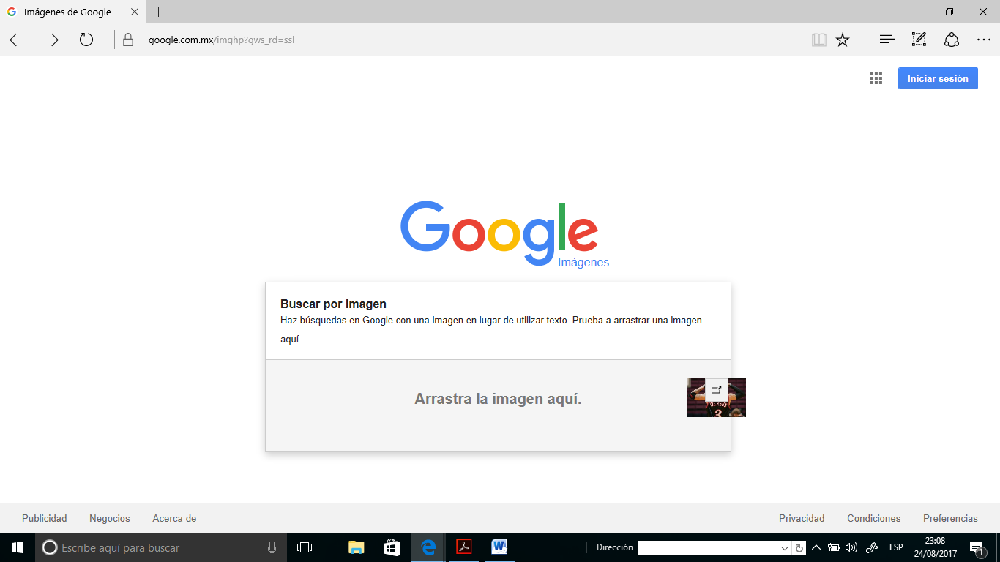 Imágenes de Google
google.com.mx/imghp?gws_rd=ssl
Iniciar sesión
Google
Imágenes
Buscar por imagen
Haz búsquedas en Google con una imagen en lugar de utilizar texto. Prueba a arrastrar una imagen
aquí.
Arrastra la imagen aquí.
3
Publicidad Negocios Acerca de Privacidad Condiciones Preferencias
Escribe aquí para buscar
Dirección
ESP
23:08
24/08/2017
1